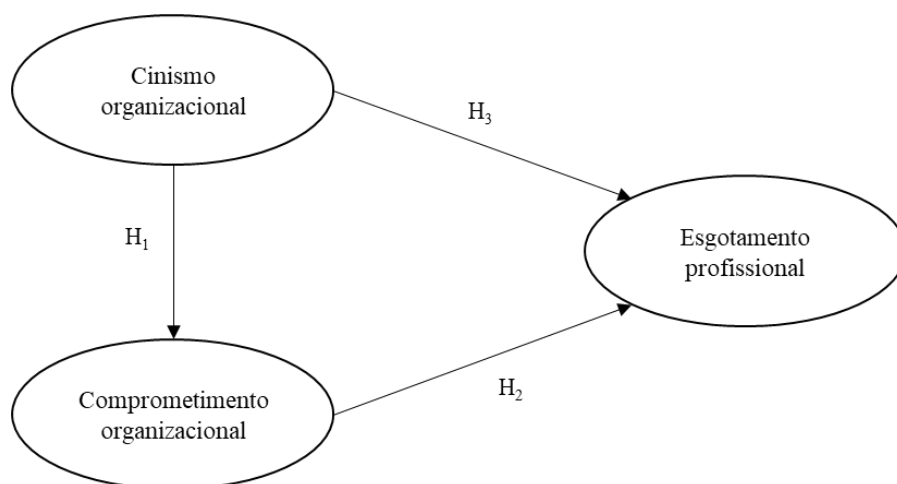 Cinismo
organizacional
H₃
H₁
Esgotamento
profissional
Comprometimento
organizacional
H₂